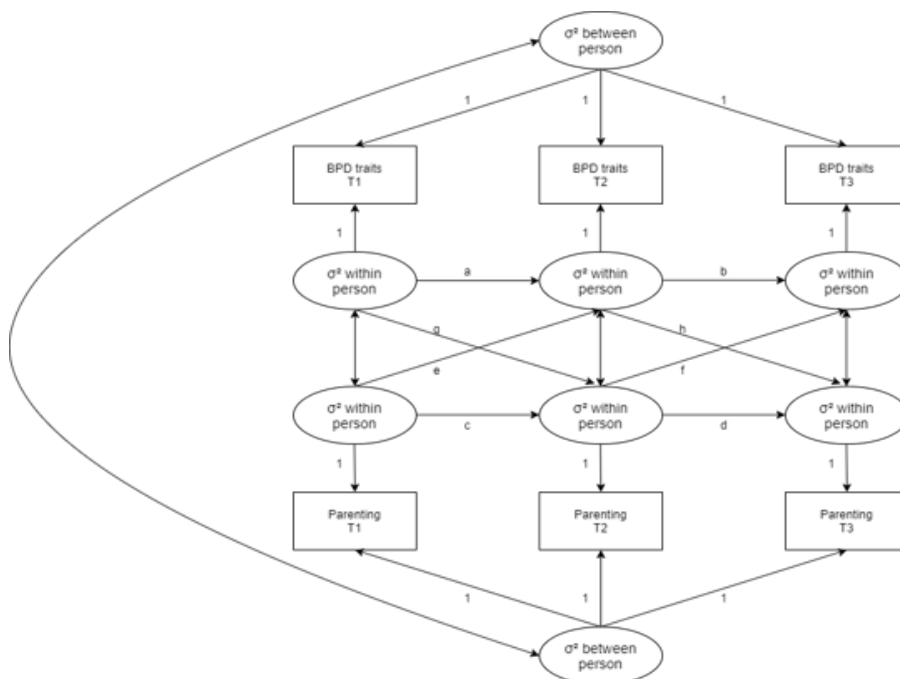 σ² between
person
1
1
1
BPD traits
T1
BPD traits
T2
BPD traits
T3
1
1
1
σ² within
person
a
σ² within
person
b
σ² within
person
g
h
e
f
σ² within
person
c
σ² within
person
d
σ² within
person
1
1
1
Parenting
T1
Parenting
T2
Parenting
T3
1
1
1
σ² between
person